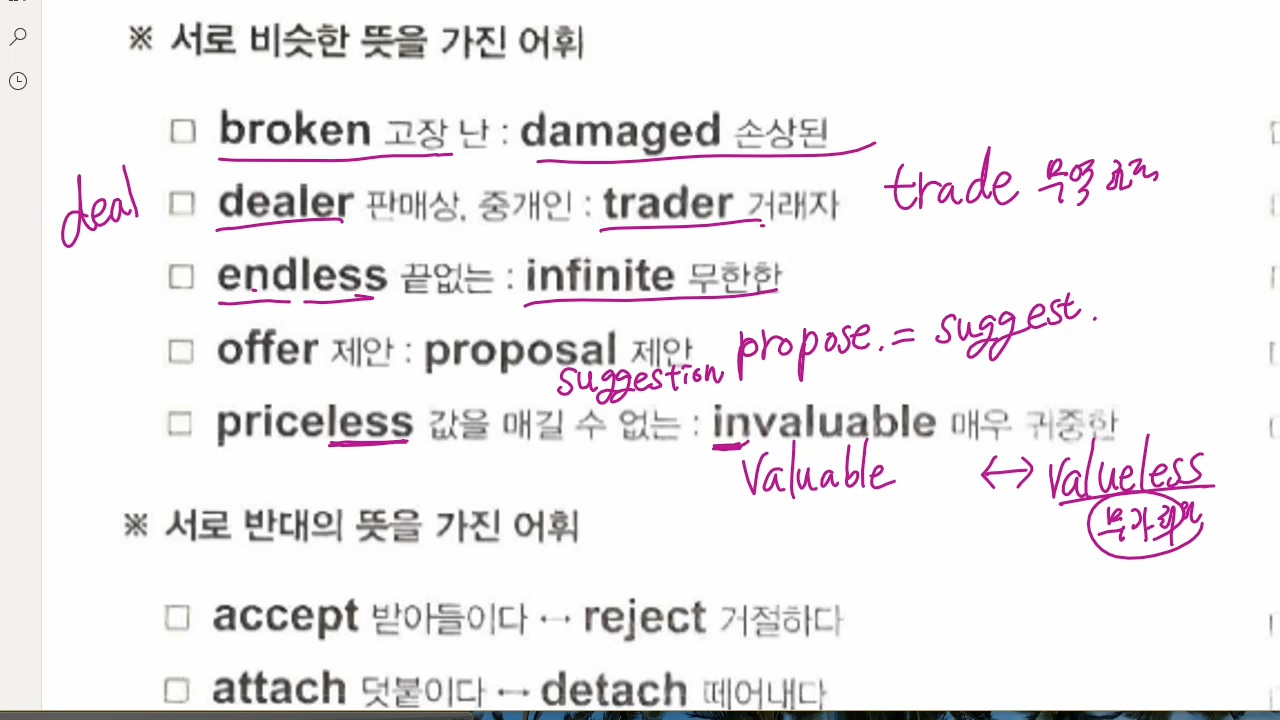 ※ 서로 비슷한 뜻을 가진 어휘
□ broken 고장 난 : damaged 손상된
deal
□ dealer 판매상, 중개인 : trader 거래자
trade 무역
□ endless 끝없는 : infinite 무한한
□ offer 제안 : proposal 제안
propose. = suggest.
suggestion
□ priceless 값을 매길 수 없는 : invaluable 매우 귀중한
valuable ↔ valueless
※ 서로 반대의 뜻을 가진 어휘
□ accept 받아들이다 ↔ reject 거절하다
□ attach 덧붙이다 ↔ detach 떼어내다